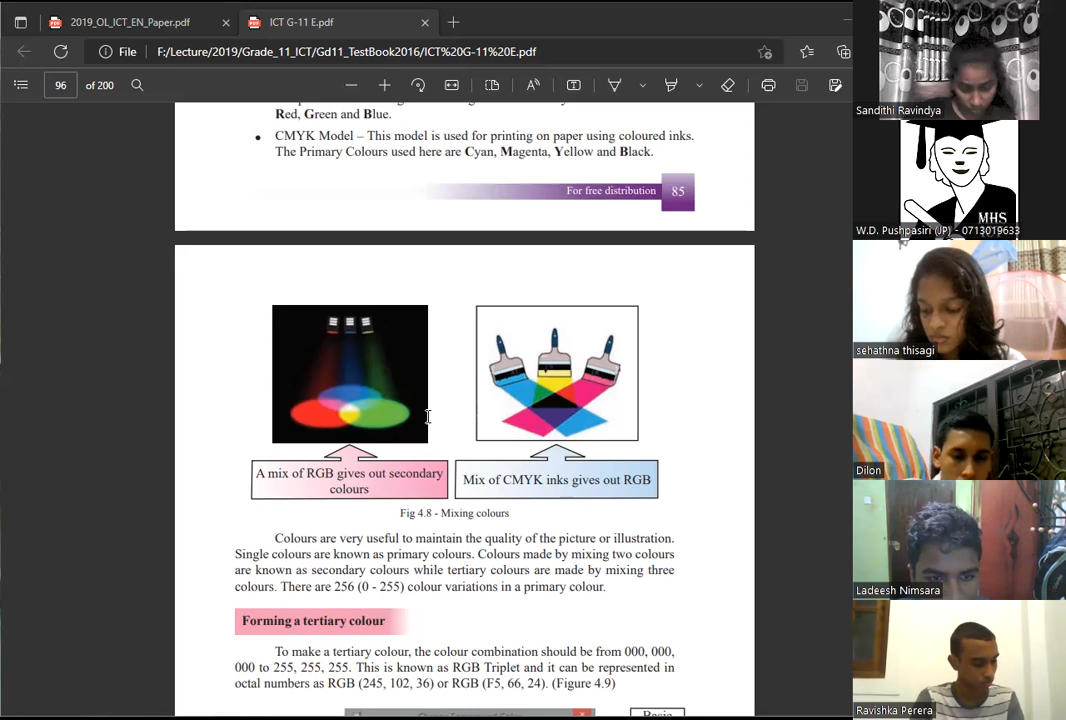 2019_OL_ICT_EN_Paper.pdf
ICT G-11 E.pdf
File
F:/Lecture/2019/Grade_11_ICT/Gd11_TestBook2016/ICT%20G-11%20E.pdf
96 of 200
Red, Green and Blue.
• CMYK Model – This model is used for printing on paper using coloured inks.
The Primary Colours used here are Cyan, Magenta, Yellow and Black.
For free distribution 85
A mix of RGB gives out secondary
colours
Mix of CMYK inks gives out RGB
Fig 4.8 - Mixing colours
Colours are very useful to maintain the quality of the picture or illustration.
Single colours are known as primary colours. Colours made by mixing two colours
are known as secondary colours while tertiary colours are made by mixing three
colours. There are 256 (0 - 255) colour variations in a primary colour.
Forming a tertiary colour
To make a tertiary colour, the colour combination should be from 000, 000,
000 to 255, 255, 255. This is known as RGB Triplet and it can be represented in
octal numbers as RGB (245, 102, 36) or RGB (F5, 66, 24). (Figure 4.9)
Basic
Sandithi Ravindya
MHS
W.D. Pushpasiri (JP) - 0713019633
sehathna thisagi
Dilon
Ladeesh Nimsara
Ravishka Perera